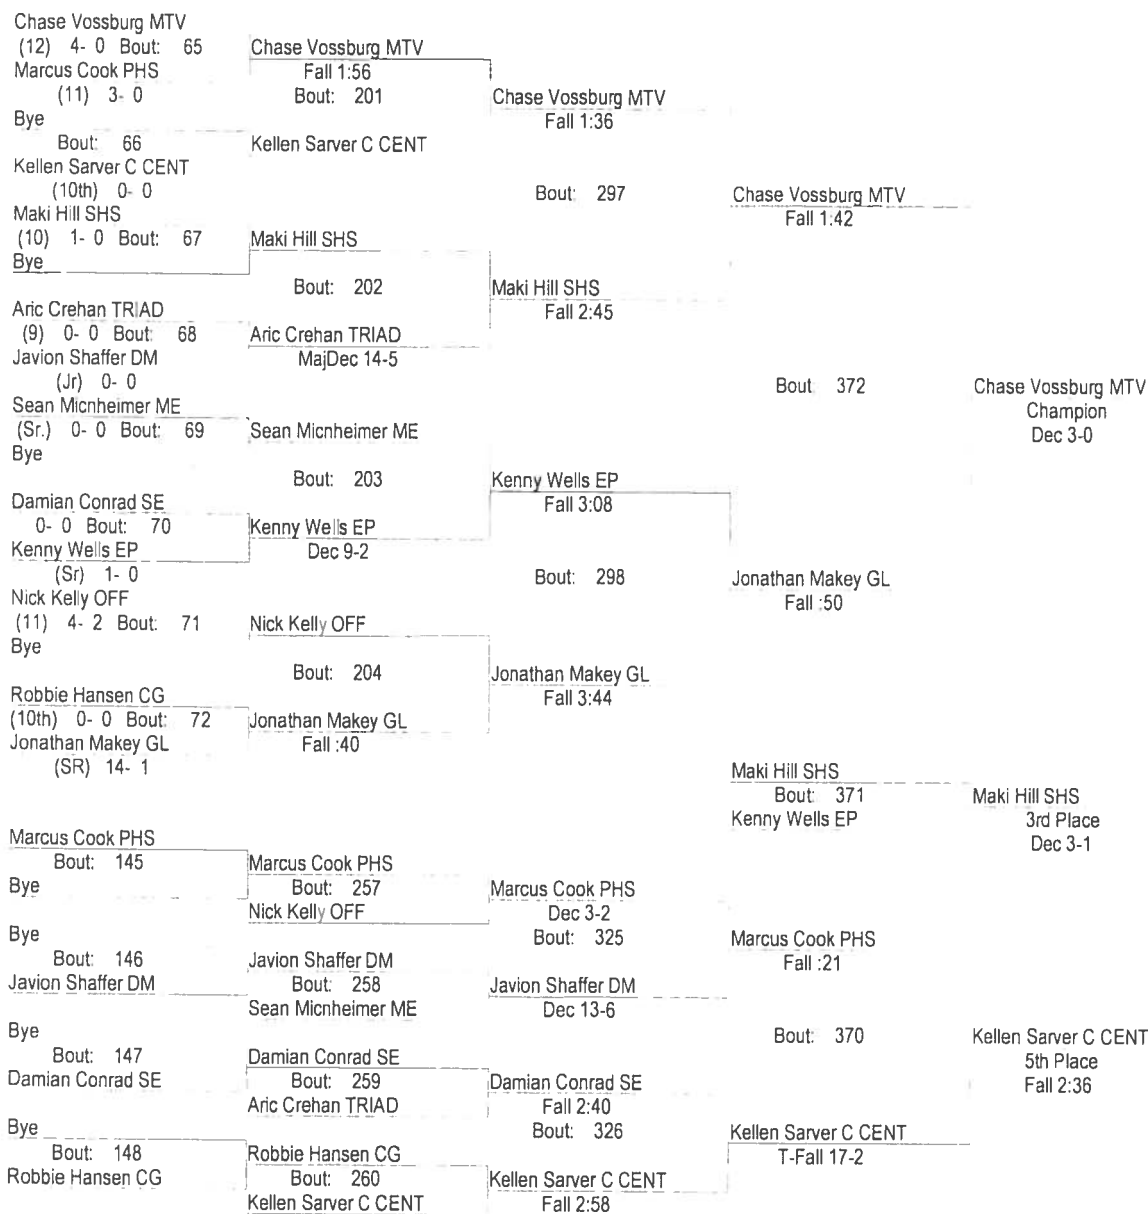 Chase Vossburg MTV
(12) 4- 0 Bout: 65
Marcus Cook PHS
(11) 3- 0
Bye
Bout: 66
Kellen Sarver C CENT
(10th) 0- 0
Maki Hill SHS
(10) 1- 0 Bout: 67
Bye
Aric Crehan TRIAD
(9) 0- 0 Bout: 68
Javion Shaffer DM
(Jr) 0- 0
Sean Micnheimer ME
(Sr.) 0- 0 Bout: 69
Bye
Damian Conrad SE
0- 0 Bout: 70
Kenny Wells EP
(Sr) 1- 0
Nick Kelly OFF
(11) 4- 2 Bout: 71
Bye
Robbie Hansen CG
(10th) 0- 0 Bout: 72
Jonathan Makey GL
(SR) 14- 1
Chase Vossburg MTV
Fall 1:56
Bout: 201
Kellen Sarver C CENT
Maki Hill SHS
Bout: 202
Aric Crehan TRIAD
MajDec 14-5
Sean Micnheimer ME
Bout: 203
Kenny Wells EP
Dec 9-2
Nick Kelly OFF
Bout: 204
Jonathan Makey GL
Fall :40
Chase Vossburg MTV
Fall 1:36
Bout: 297
Maki Hill SHS
Fall 2:45
Kenny Wells EP
Fall 3:08
Bout: 298
Jonathan Makey GL
Fall 3:44
Chase Vossburg MTV
Fall 1:42
Bout: 372
Jonathan Makey GL
Fall :50
Chase Vossburg MTV
Champion
Dec 3-0
Maki Hill SHS
Bout: 371
Kenny Wells EP
Maki Hill SHS
3rd Place
Dec 3-1
Marcus Cook PHS
Bout: 145
Bye
Bye
Bout: 146
Javion Shaffer DM
Bye
Bout: 147
Damian Conrad SE
Bye
Bout: 148
Robbie Hansen CG
Marcus Cook PHS
Bout: 257
Nick Kelly OFF
Javion Shaffer DM
Bout: 258
Sean Micnheimer ME
Damian Conrad SE
Bout: 259
Aric Crehan TRIAD
Robbie Hansen CG
Bout: 260
Kellen Sarver C CENT
Marcus Cook PHS
Dec 3-2
Bout: 325
Javion Shaffer DM
Dec 13-6
Damian Conrad SE
Fall 2:40
Bout: 326
Kellen Sarver C CENT
Fall 2:58
Marcus Cook PHS
Fall :21
Bout: 370
Kellen Sarver C CENT
T-Fall 17-2
Kellen Sarver C CENT
5th Place
Fall 2:36